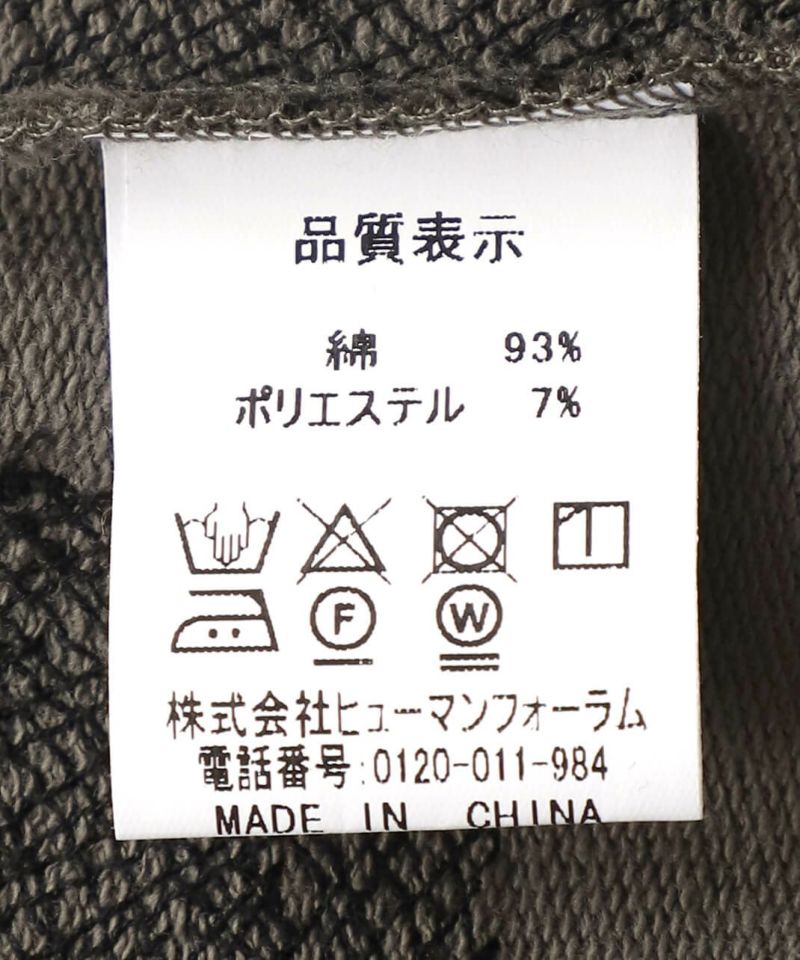 品質表示
綿 93%
ポリエステル 7%
F W
株式会社ヒューマンフォーラム
電話番号:0120-011-984
MADE IN CHINA